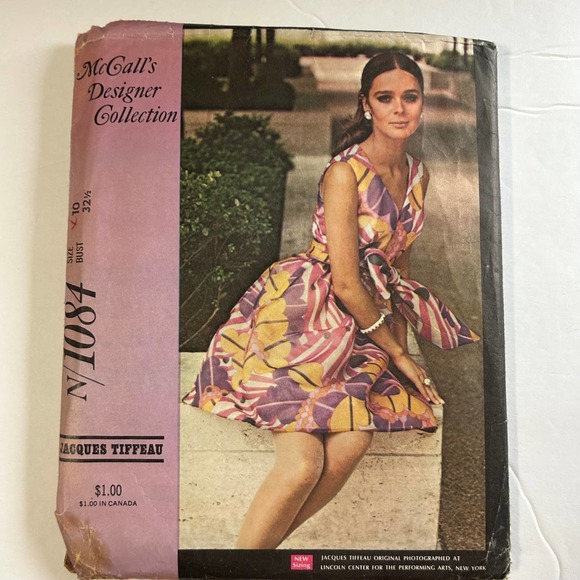 McCall's
Designer
Collection
SIZE 10
BUST 32½
N/1084
JACQUES TIFFEAU
$1.00
$1.00 IN CANADA
NEW
Sizing
JACQUES TIFFEAU ORIGINAL PHOTOGRAPHED AT
LINCOLN CENTER FOR THE PERFORMING ARTS, NEW YORK